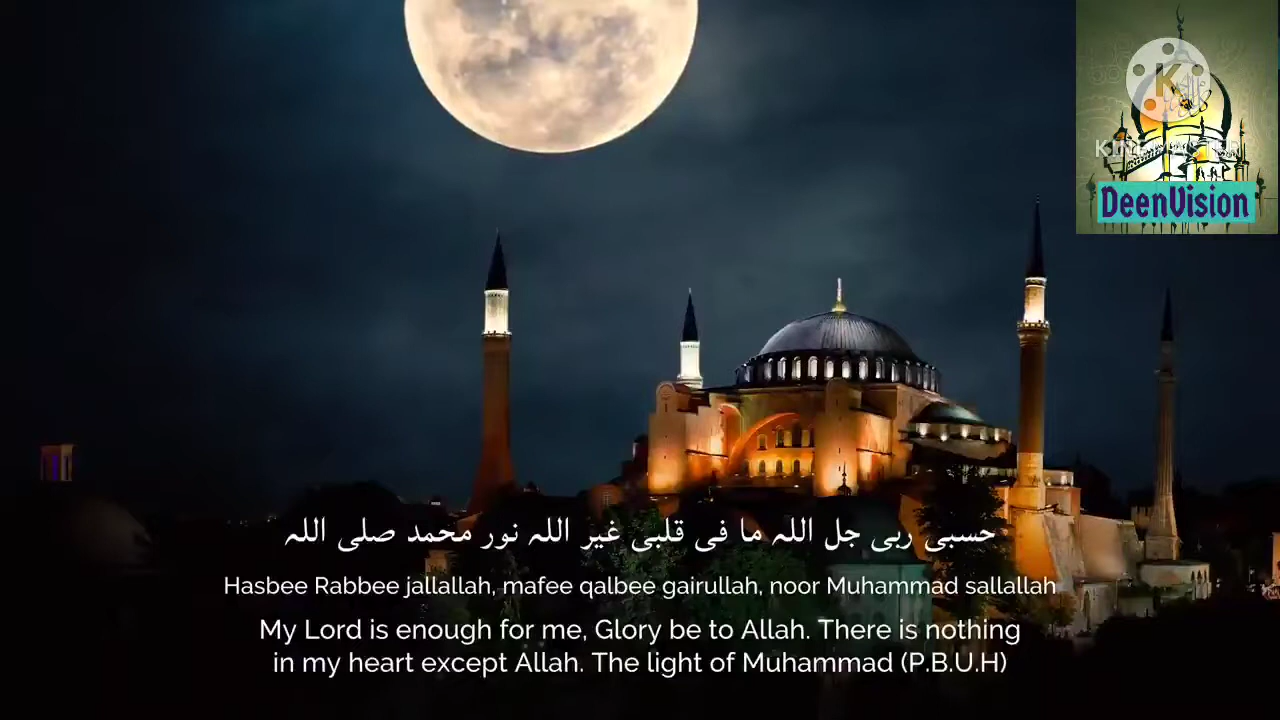 K
KINEMASTER
DeenVision
حسبی ربی جل اللہ ما فی قلبی غیر اللہ نور محمد صلی اللہ
Hasbee Rabbee jallallah, mafee qalbee gairullah, noor Muhammad sallallah
My Lord is enough for me, Glory be to Allah. There is nothing
in my heart except Allah. The light of Muhammad (P.B.U.H)